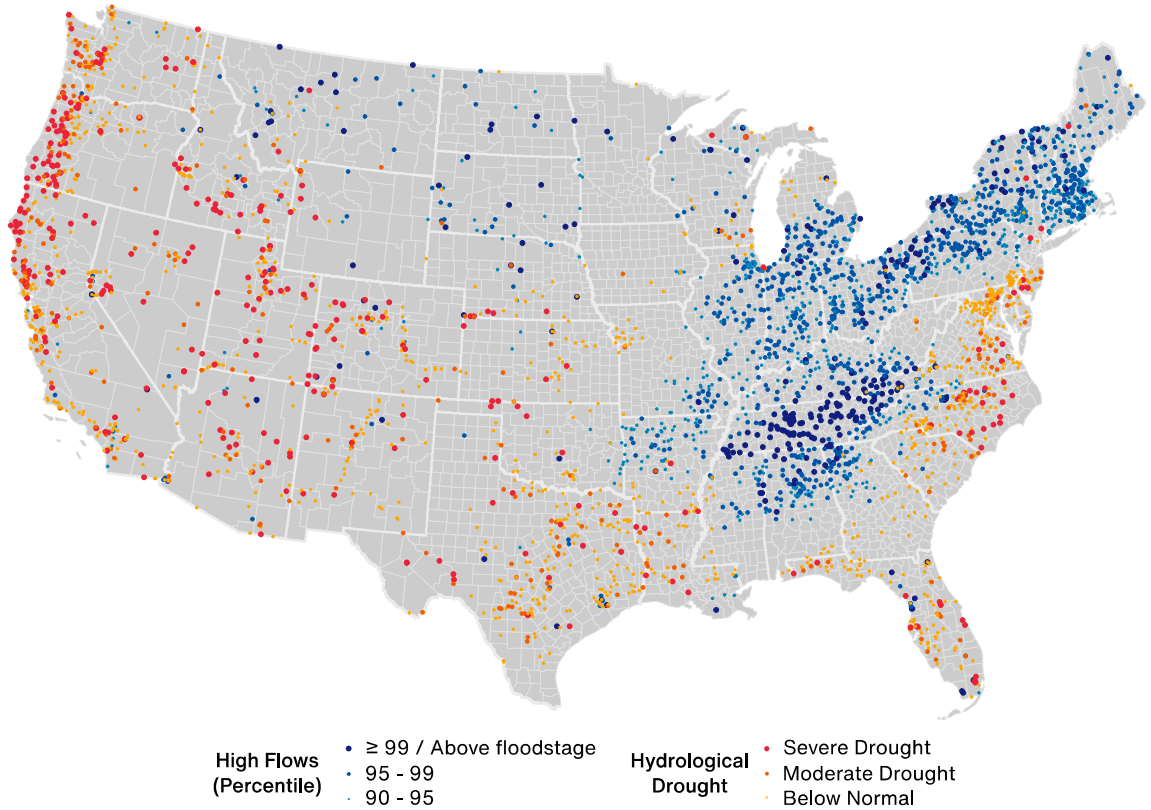 High Flows
(Percentile)
≥ 99 / Above floodstage
95 - 99
90 - 95
Hydrological
Drought
Severe Drought
Moderate Drought
Below Normal